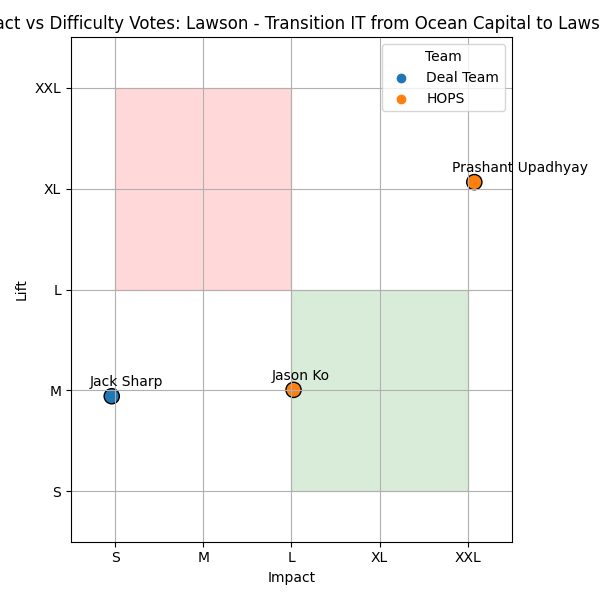 act vs Difficulty Votes: Lawson - Transition IT from Ocean Capital to Laws
Team
Deal Team
HOPS
XXL
XL
L
M
S
Lift
Prashant Upadhyay
Jack Sharp
Jason Ko
S
M
L
XL
XXL
Impact